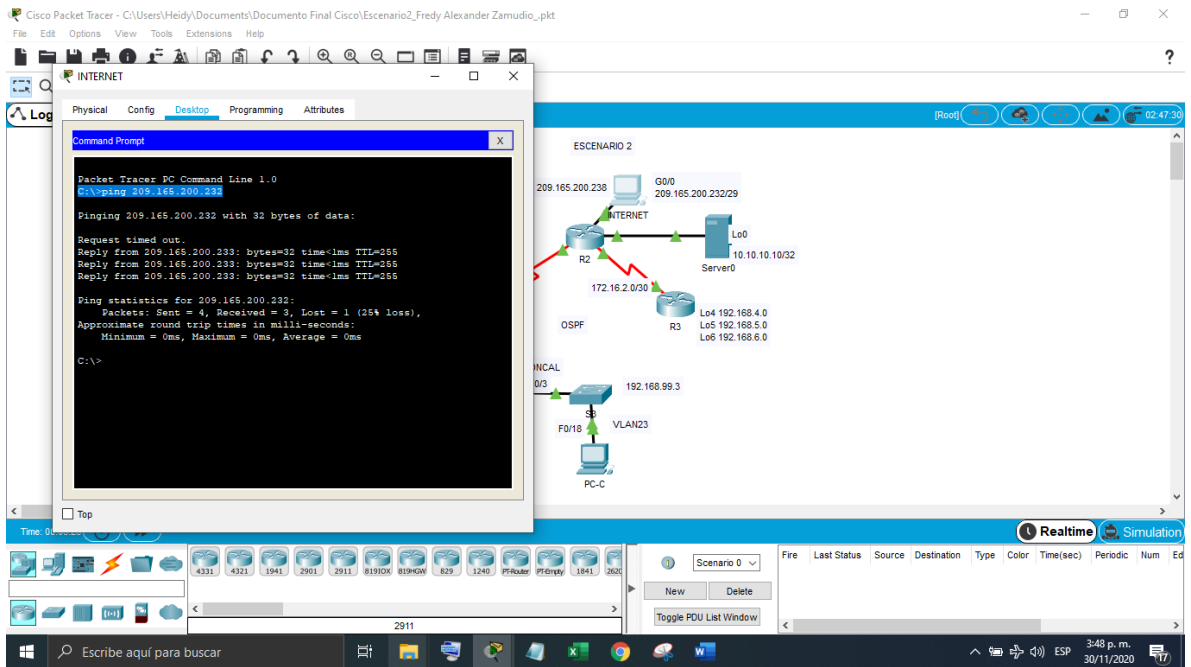 Cisco Packet Tracer - C:\Users\Heidy\Documents\Documento Final Cisco\Escenario2_Fredy Alexander Zamudio_.pkt
File Edit Options View Tools Extensions Help
?
INTERNET
Physical Config Desktop Programming Attributes
Log
[Root]
02:47:30
Command Prompt
X
Packet Tracer PC Command Line 1.0
C:\>ping 209.165.200.232
Pinging 209.165.200.232 with 32 bytes of data:
Request timed out.
Reply from 209.165.200.233: bytes=32 time<1ms TTL=255
Reply from 209.165.200.233: bytes=32 time<1ms TTL=255
Reply from 209.165.200.233: bytes=32 time<1ms TTL=255
Ping statistics for 209.165.200.232:
Packets: Sent = 4, Received = 3, Lost = 1 (25% loss),
Approximate round trip times in milli-seconds:
Minimum = 0ms, Maximum = 0ms, Average = 0ms
C:\>
Top
ESCENARIO 2
209.165.200.238
G0/0
209.165.200.232/29
INTERNET
Lo0
10.10.10.10/32
R2
Server0
172.16.2.0/30
Lo4 192.168.4.0
Lo5 192.168.5.0
Lo6 192.168.6.0
R3
OSPF
ONCAL
0/3
192.168.99.3
S3
F0/18
VLAN23
PC-C
Time:
Realtime
Simulation
4331 4321 1941 2901 2911 819IOX 819HGW 829 1240 PT-Router PT-Empty 1841 2620
2911
Scenario 0
New Delete
Toggle PDU List Window
Fire Last Status Source Destination Type Color Time(sec) Periodic Num Ed
Escribe aquí para buscar
ESP
3:48 p. m.
30/11/2020
17